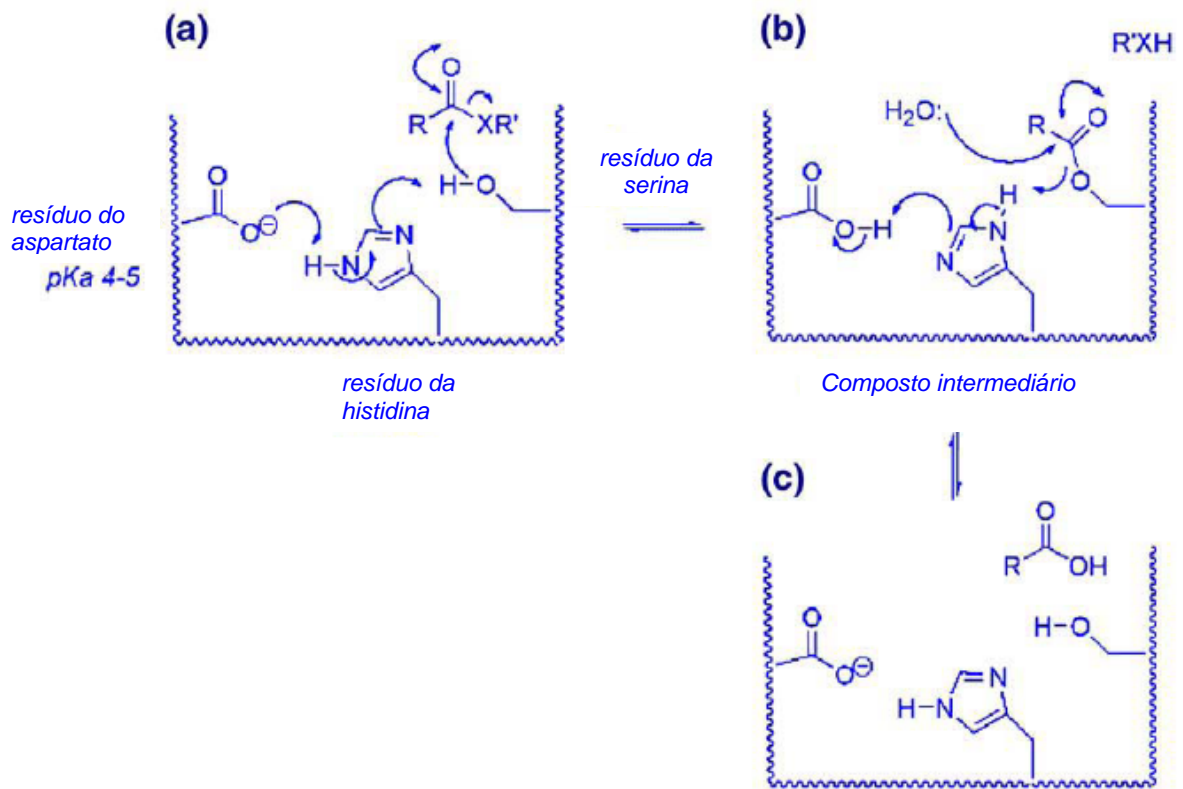 (a)
O
R
XR'
H-O
O
O⊖
H-N
N
resíduo do
aspartato
pKa 4-5
resíduo da
histidina
resíduo da
serina
(b)
R'XH
H₂O:
R
O
O
O
O-H
H
N
N
Composto intermediário
(c)
O
R
OH
H-O
O
O⊖
N
H-N